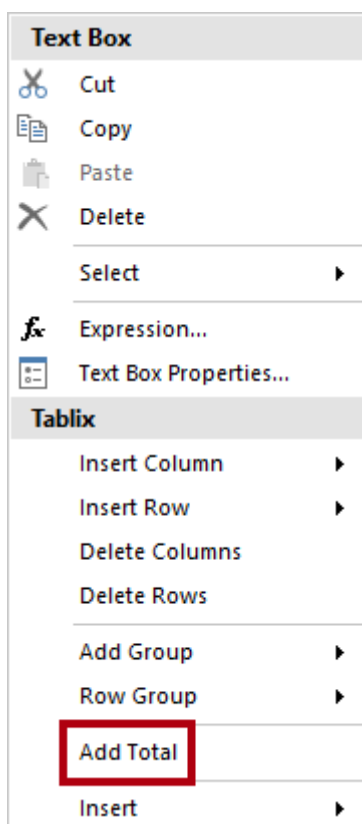 Text Box
Cut
Copy
Paste
Delete
Select
fx Expression...
Text Box Properties...
Tablix
Insert Column
Insert Row
Delete Columns
Delete Rows
Add Group
Row Group
Add Total
Insert